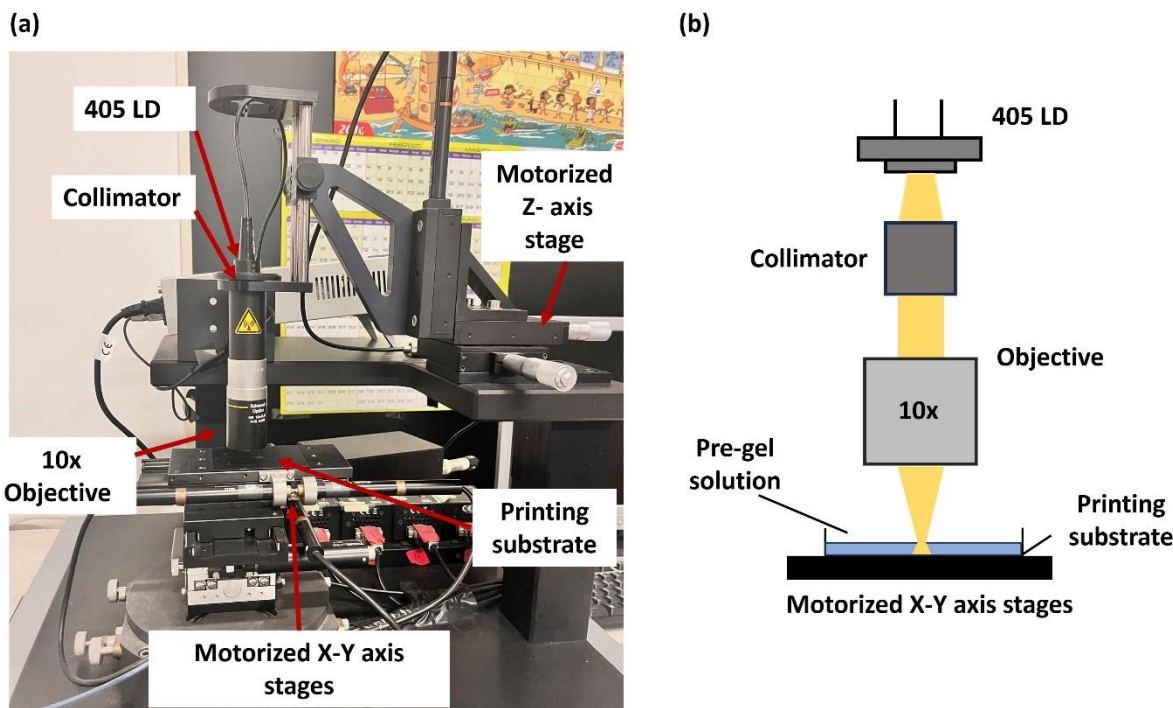 (a)
405 LD
Collimator
Motorized
Z- axis
stage
10x
Objective
Printing
substrate
Motorized X-Y axis
stages
(b)
405 LD
Collimator
Objective
10x
Pre-gel
solution
Printing
substrate
Motorized X-Y axis stages